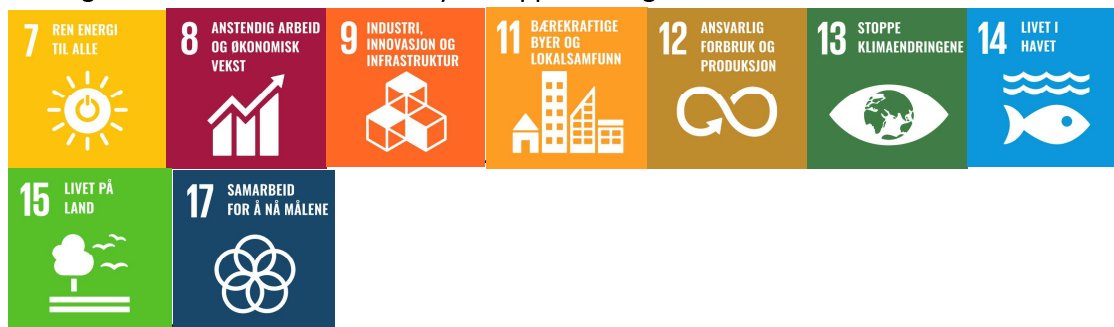 7 REN ENERGI
TIL ALLE
8 ANSTENDIG ARBEID
OG ØKONOMISK
VEKST
9 INDUSTRI,
INNOVASJON OG
INFRASTRUKTUR
11 BÆREKRAFTIGE
BYER OG
LOKALSAMFUNN
12 ANSVARLIG
FORBRUK OG
PRODUKSJON
13 STOPPE
KLIMAENDRINGENE
14 LIVET I
HAVET
15 LIVET PÅ
LAND
17 SAMARBEID
FOR Å NÅ MÅLENE